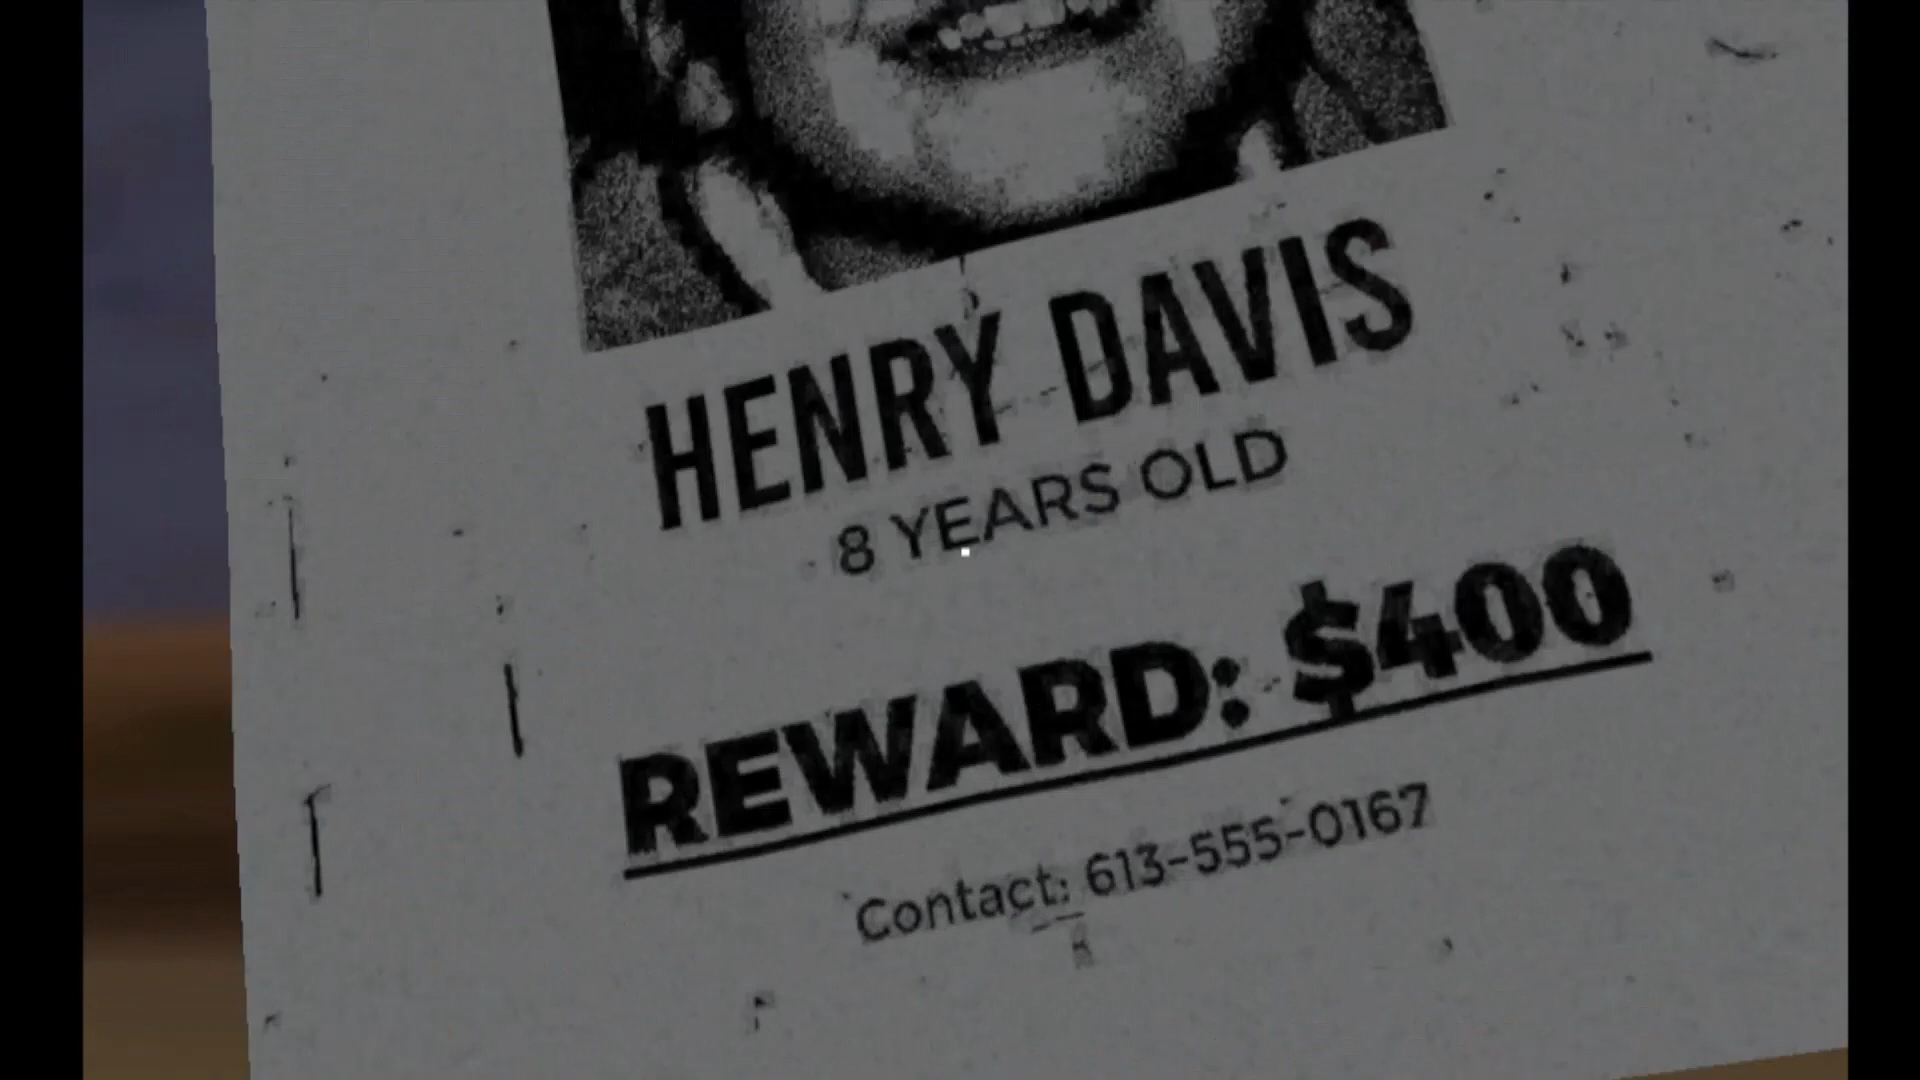 HENRY DAVIS
8 YEARS OLD
REWARD: $400
Contact: 613-555-0167